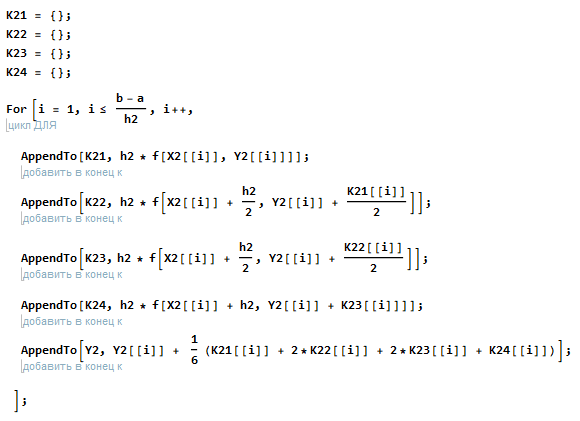 K21 = {};
K22 = {};
K23 = {};
K24 = {};
For[i = 1, i ≤ (b - a)/h2, i++,
цикл ДЛЯ
AppendTo[K21, h2 * f[X2[[i]], Y2[[i]]]];
добавить в конец к
AppendTo[K22, h2 * f[X2[[i]] + h2/2, Y2[[i]] + K21[[i]]/2]];
добавить в конец к
AppendTo[K23, h2 * f[X2[[i]] + h2/2, Y2[[i]] + K22[[i]]/2]];
добавить в конец к
AppendTo[K24, h2 * f[X2[[i]] + h2, Y2[[i]] + K23[[i]]]];
добавить в конец к
AppendTo[Y2, Y2[[i]] + 1/6 (K21[[i]] + 2*K22[[i]] + 2*K23[[i]] + K24[[i]])];
добавить в конец к
];